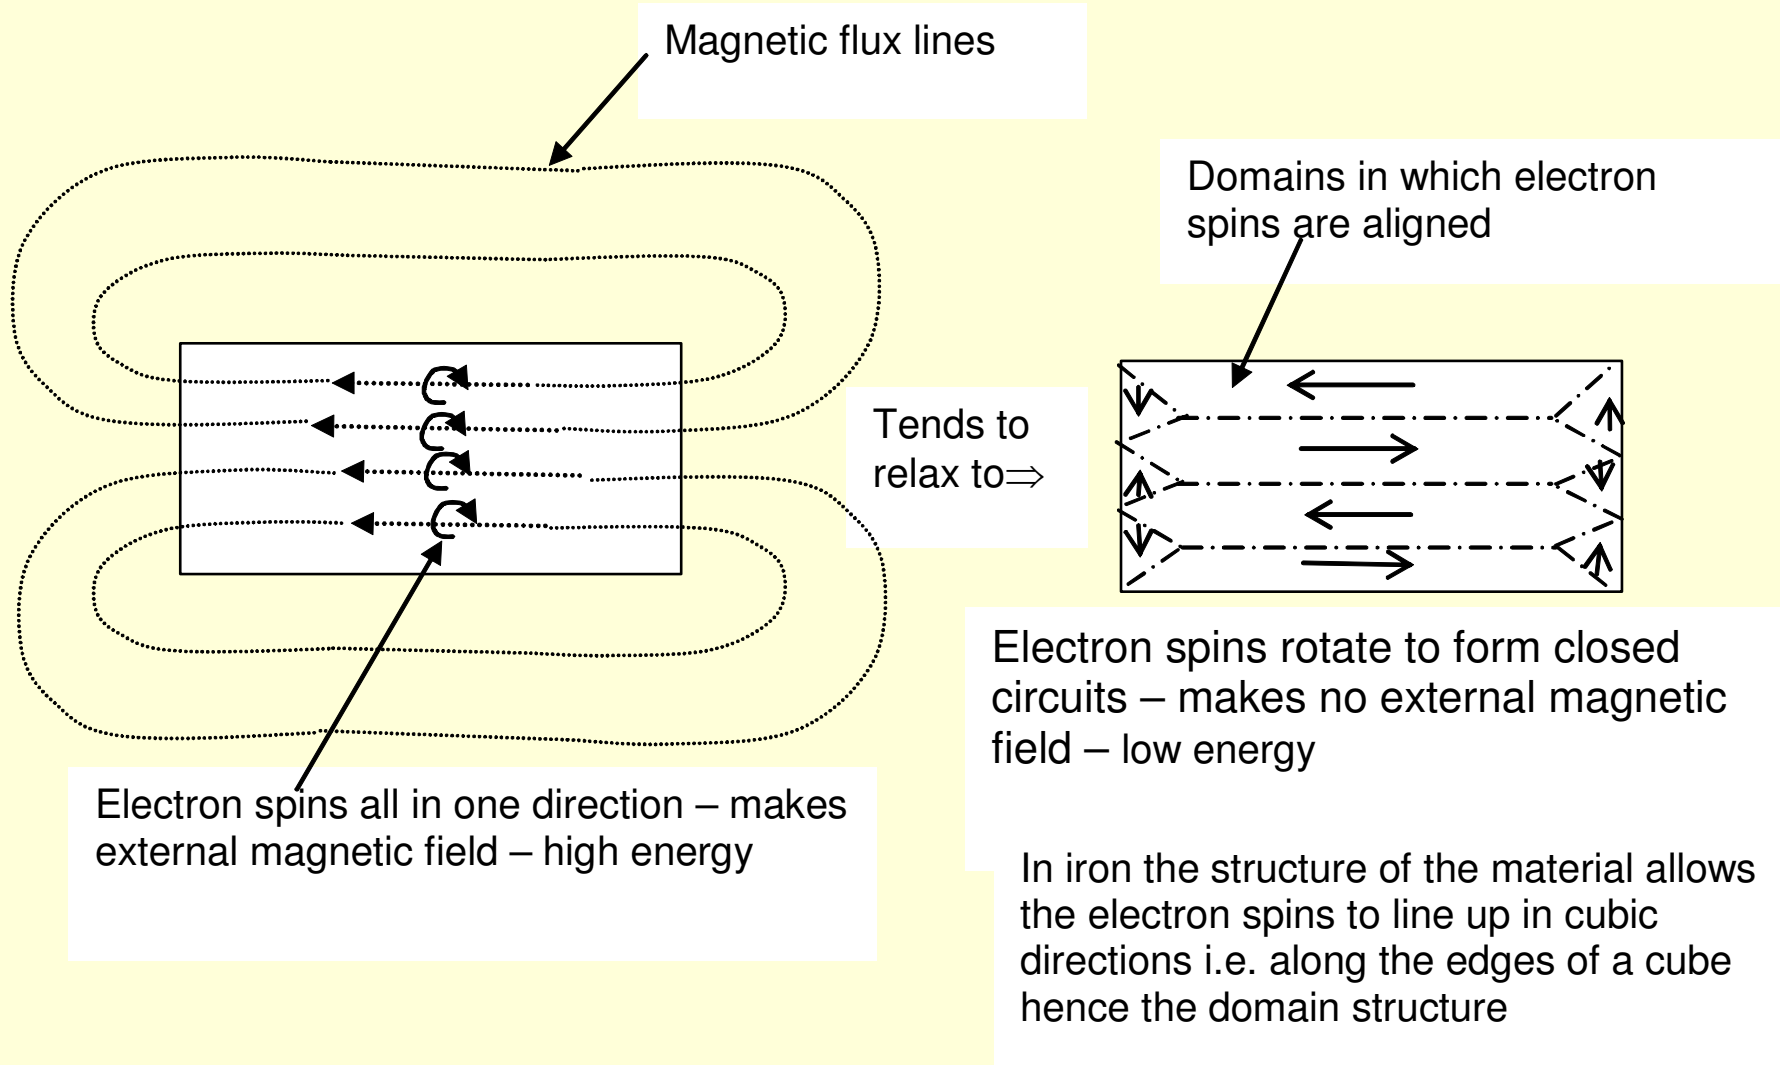 Magnetic flux lines
Domains in which electron
spins are aligned
Tends to
relax to⇒
Electron spins all in one direction – makes
external magnetic field – high energy
Electron spins rotate to form closed
circuits – makes no external magnetic
field – low energy
In iron the structure of the material allows
the electron spins to line up in cubic
directions i.e. along the edges of a cube
hence the domain structure